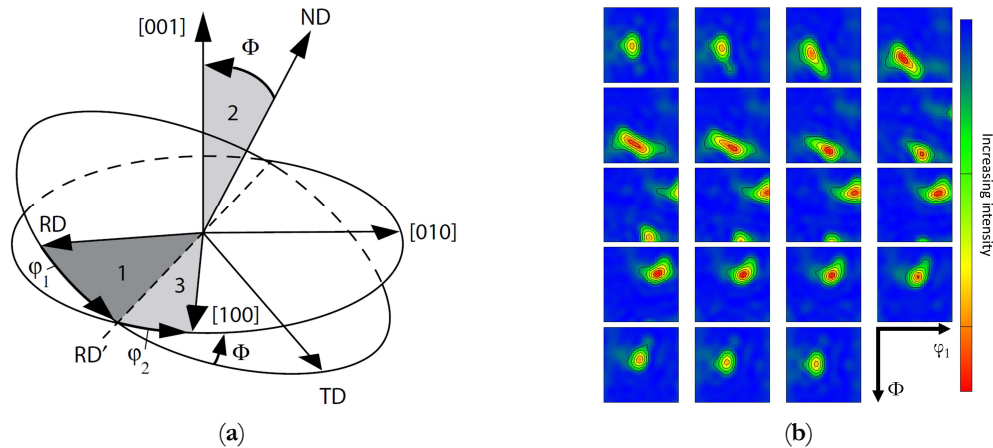 [001]
ND
Φ
2
RD
[010]
φ1
1
3
[100]
RD'
φ2
Φ
TD
(a)
Increasing intensity
φ1
Φ
(b)